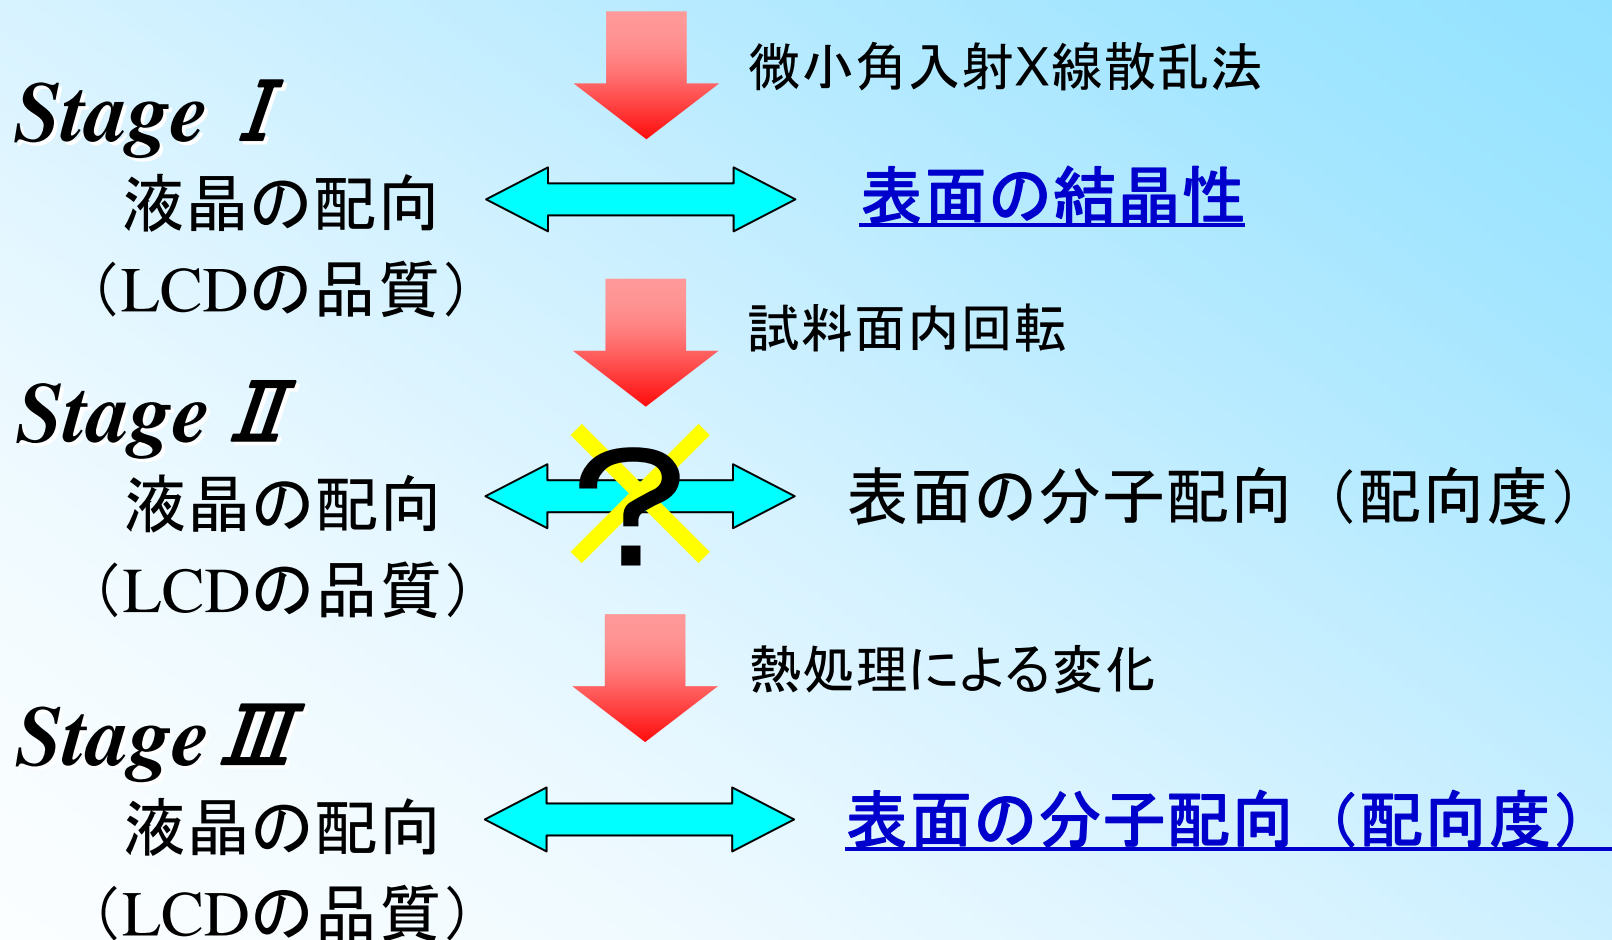 微小角入射X線散乱法
Stage Ⅰ
液晶の配向
表面の結晶性
（LCDの品質）
試料面内回転
Stage Ⅱ
液晶の配向
?
表面の分子配向（配向度）
（LCDの品質）
熱処理による変化
Stage Ⅲ
液晶の配向
表面の分子配向（配向度）
（LCDの品質）